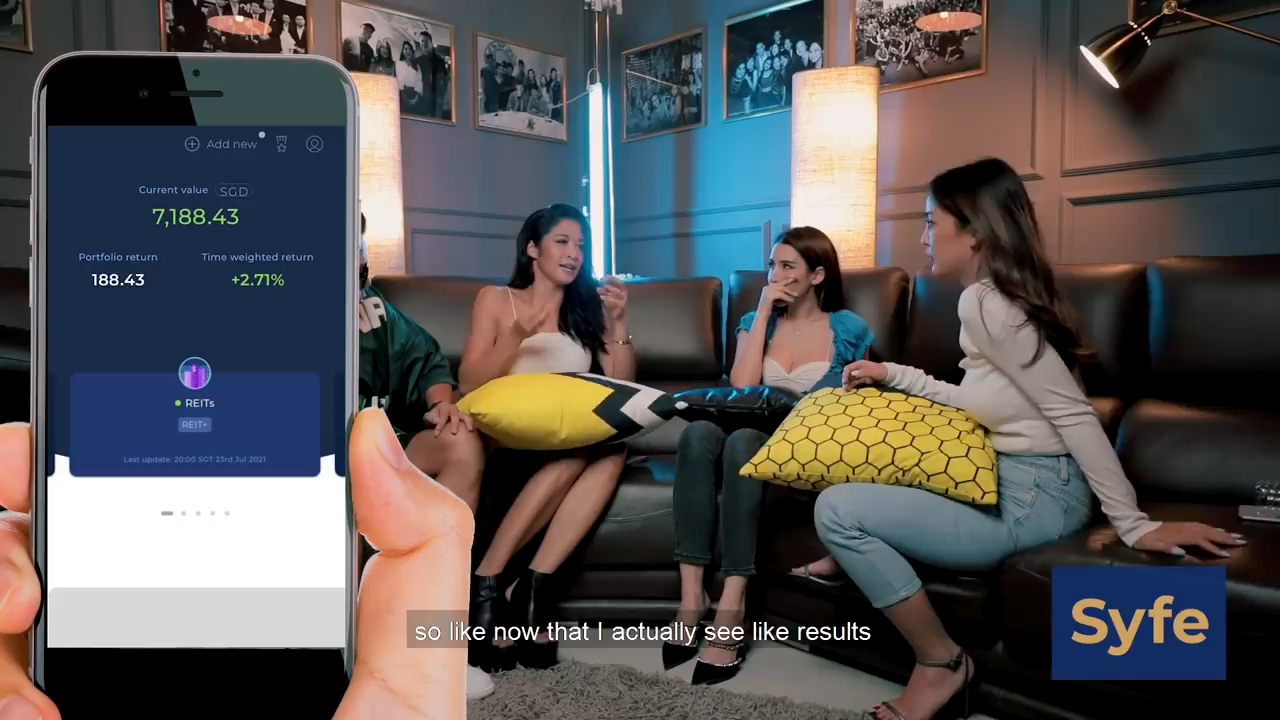 Add new
Current value SGD
7,188.43
Portfolio return Time weighted return
188.43 +2.71%
REITs
REIT+
Last update: 20:00 SGT 23rd Jul 2021
so like now that I actually see like results
Syfe